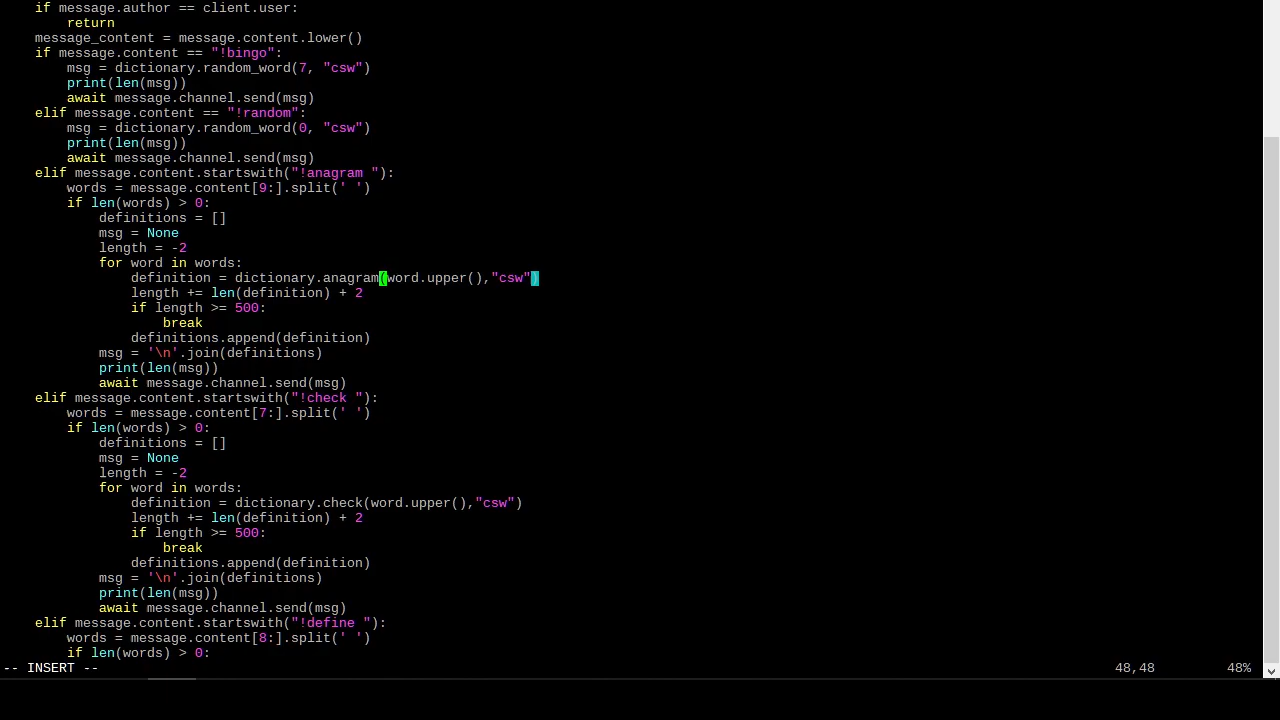 if message.author == client.user:
        return
    message_content = message.content.lower()
    if message.content == "!bingo":
        msg = dictionary.random_word(7, "csw")
        print(len(msg))
        await message.channel.send(msg)
    elif message.content == "!random":
        msg = dictionary.random_word(0, "csw")
        print(len(msg))
        await message.channel.send(msg)
    elif message.content.startswith("!anagram "):
        words = message.content[9:].split(' ')
        if len(words) > 0:
            definitions = []
            msg = None
            length = -2
            for word in words:
                definition = dictionary.anagram(word.upper(),"csw")
                length += len(definition) + 2
                if length >= 500:
                    break
                definitions.append(definition)
            msg = '\n'.join(definitions)
            print(len(msg))
            await message.channel.send(msg)
    elif message.content.startswith("!check "):
        words = message.content[7:].split(' ')
        if len(words) > 0:
            definitions = []
            msg = None
            length = -2
            for word in words:
                definition = dictionary.check(word.upper(),"csw")
                length += len(definition) + 2
                if length >= 500:
                    break
                definitions.append(definition)
            msg = '\n'.join(definitions)
            print(len(msg))
            await message.channel.send(msg)
    elif message.content.startswith("!define "):
        words = message.content[8:].split(' ')
        if len(words) > 0:
-- INSERT -- 48,48 48%